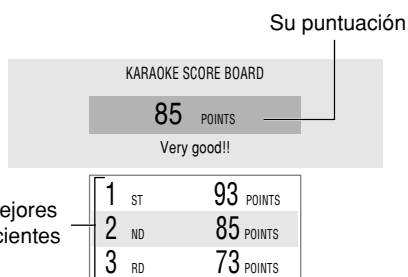 Su puntuación
KARAOKE SCORE BOARD
85 POINTS
Very good!!
1 ST 93 POINTS
ejores
2 ND 85 POINTS
cientes
3 RD 73 POINTS